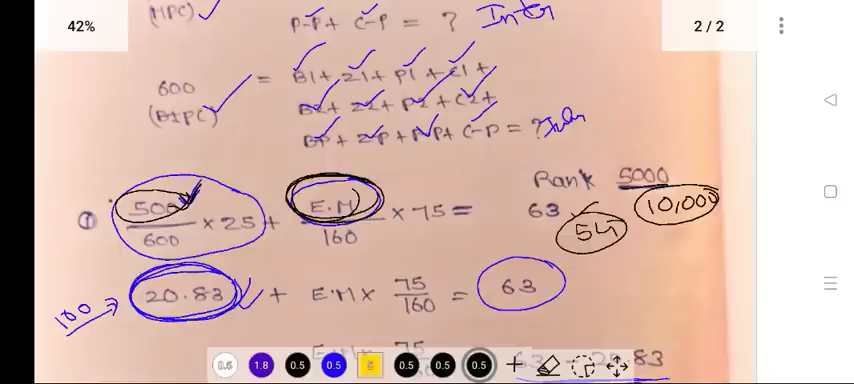 (MPC)
P-P + C-P = ? Inter
42%
2 / 2
600 = B1 + Z1 + P1 + C1 +
(BIPC) B2 + Z2 + P2 + C2 +
BP + ZP + PP + C-P = ?
Rank 5000
① 500/600 × 25 + E.M/160 × 75 = 63 54 10,000
100 → 20.83 + E.M × 75/160 = 63
0.5 1.8 0.5 0.5 5 0.5 0.5 0.5